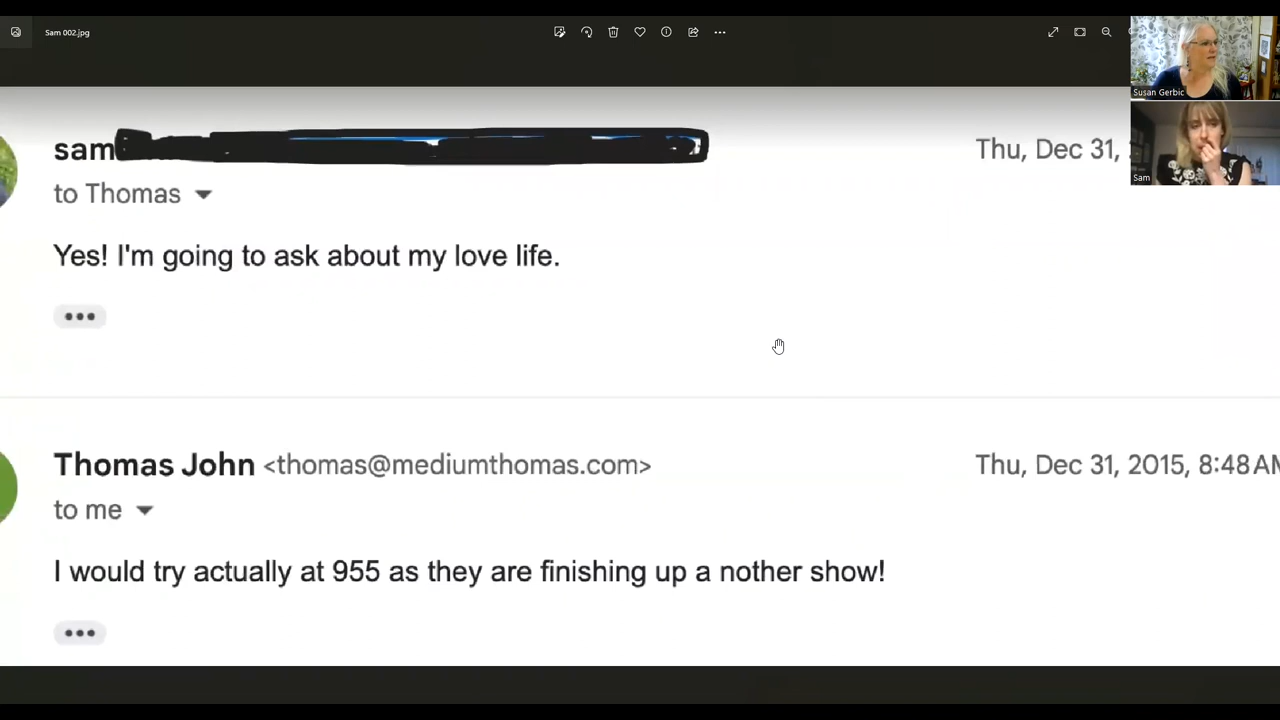 Sam 002.jpg
Susan Gerbic
Sam
sam
Thu, Dec 31,
to Thomas
Yes! I'm going to ask about my love life.
Thomas John <thomas@mediumthomas.com>
Thu, Dec 31, 2015, 8:48 AM
to me
I would try actually at 955 as they are finishing up a nother show!